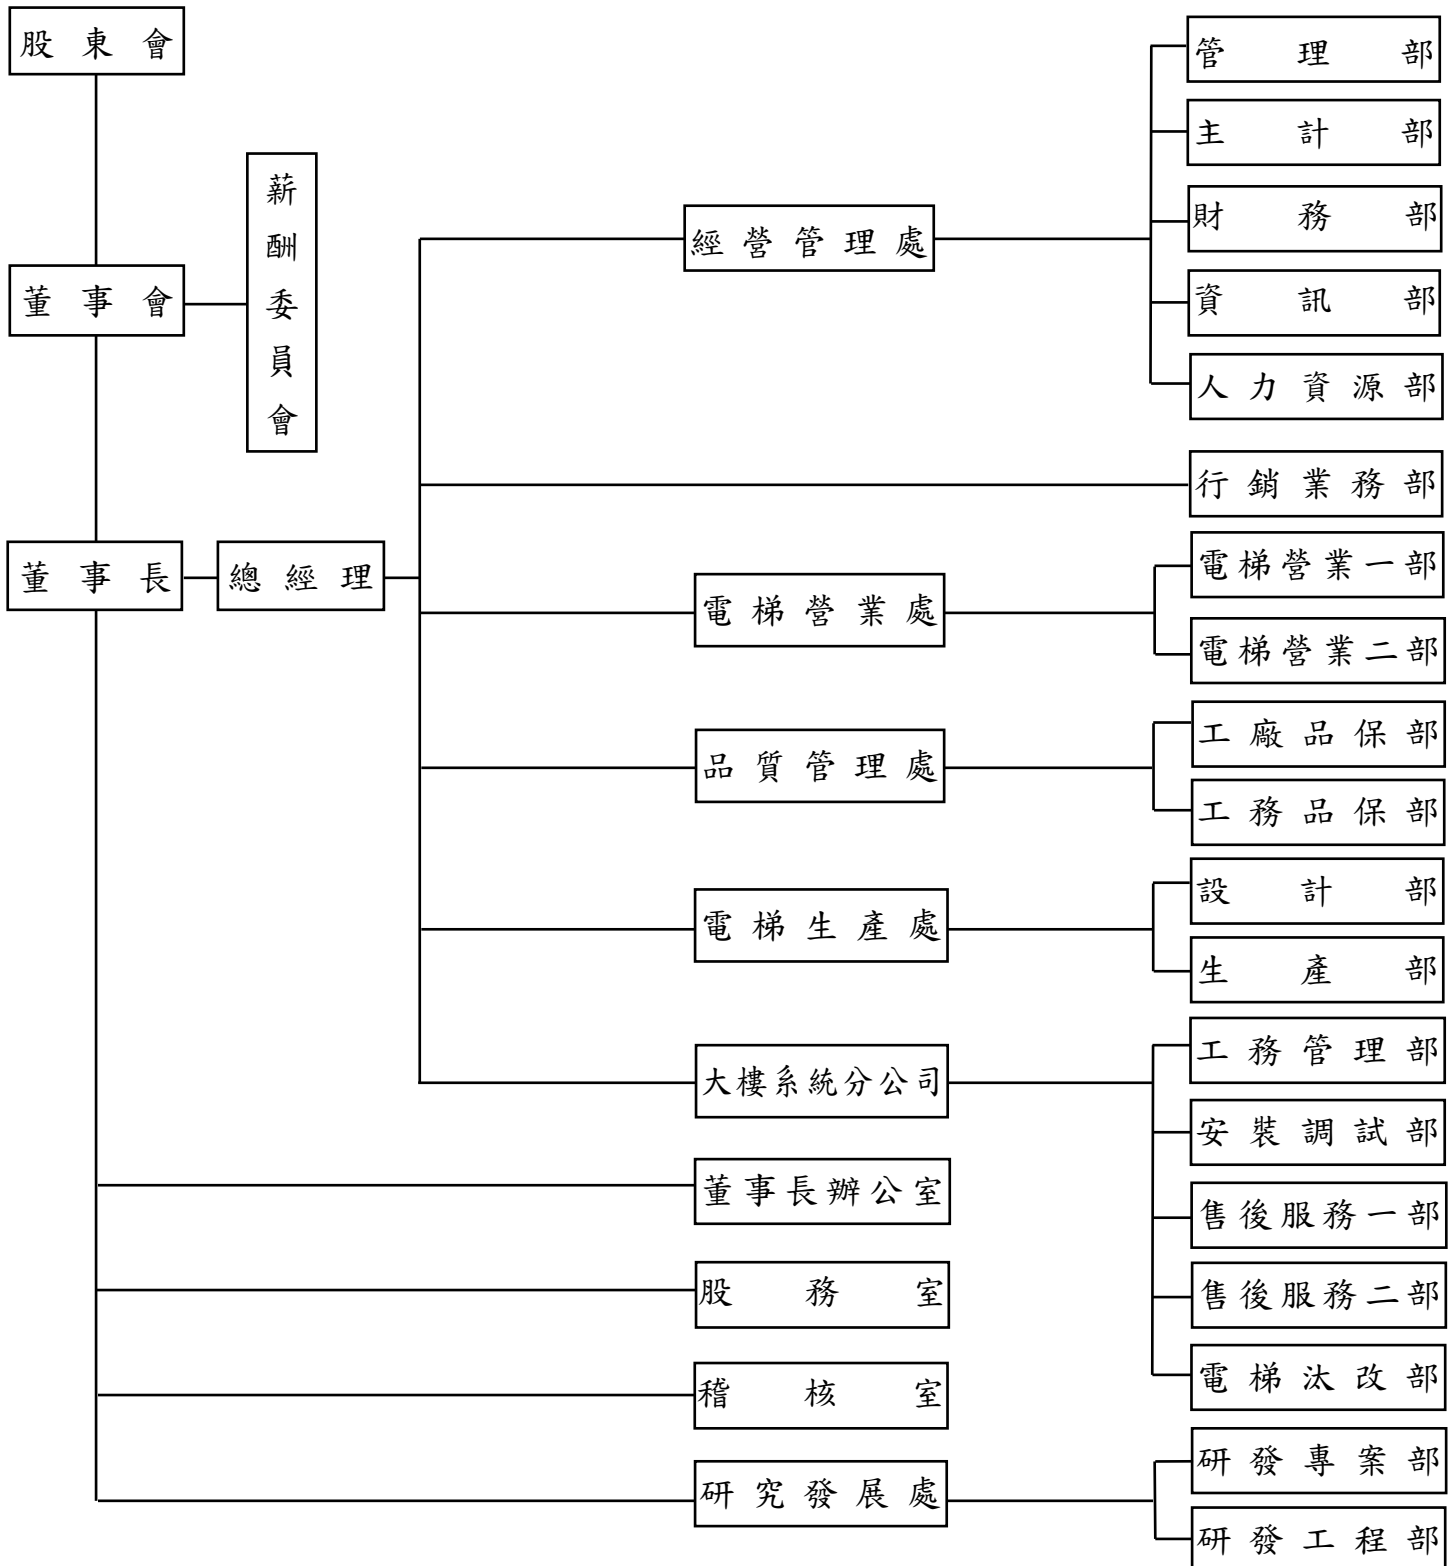 股東會
董事會
薪酬委員會
董事長
總經理
經營管理處
管理部
主計部
財務部
資訊部
人力資源部
行銷業務部
電梯營業處
電梯營業一部
電梯營業二部
品質管理處
工廠品保部
工務品保部
電梯生產處
設計部
生產部
大樓系統分公司
工務管理部
安裝調試部
售後服務一部
售後服務二部
電梯汰改部
董事長辦公室
股務室
稽核室
研究發展處
研發專案部
研發工程部